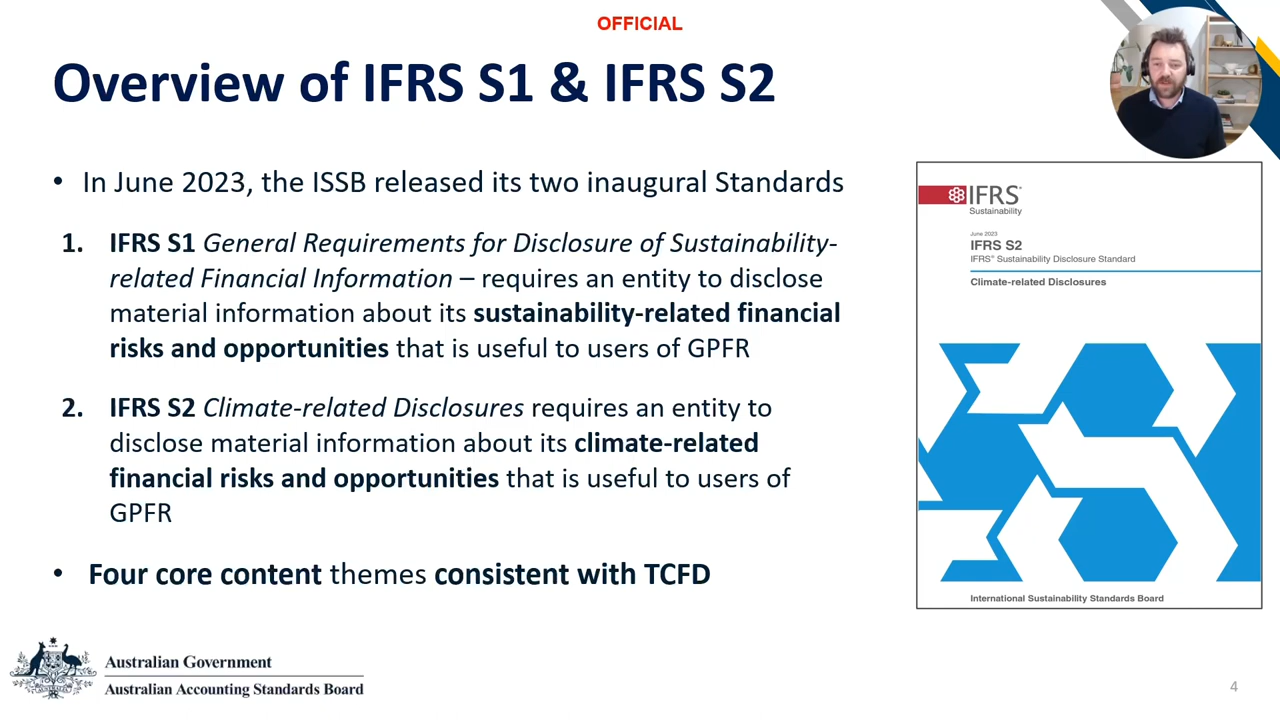 OFFICIAL
Overview of IFRS S1 & IFRS S2
• In June 2023, the ISSB released its two inaugural Standards
1. IFRS S1 General Requirements for Disclosure of Sustainability-
related Financial Information – requires an entity to disclose
material information about its sustainability-related financial
risks and opportunities that is useful to users of GPFR
2. IFRS S2 Climate-related Disclosures requires an entity to
disclose material information about its climate-related
financial risks and opportunities that is useful to users of
GPFR
• Four core content themes consistent with TCFD
IFRS
Sustainability
June 2023
IFRS S2
IFRS® Sustainability Disclosure Standard
Climate-related Disclosures
International Sustainability Standards Board
Australian Government
Australian Accounting Standards Board
4